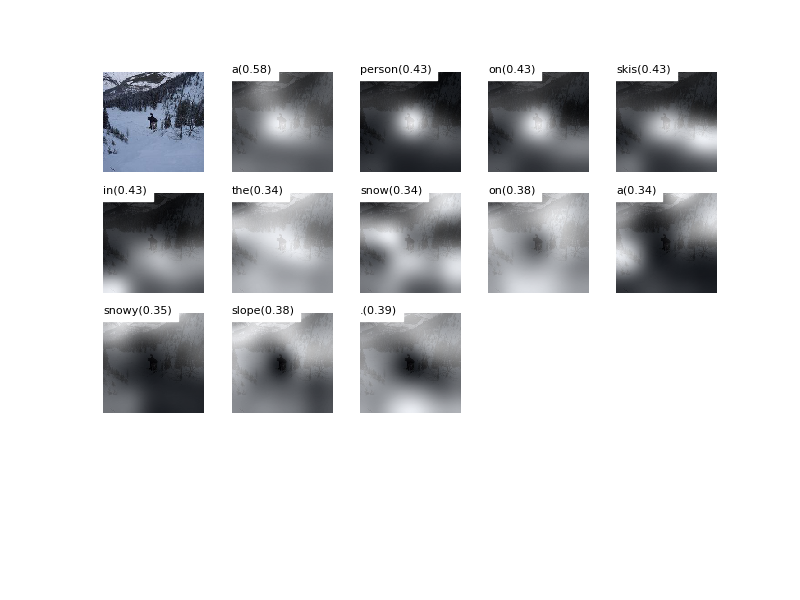 a(0.58) person(0.43) on(0.43) skis(0.43)
in(0.43) the(0.34) snow(0.34) on(0.38) a(0.34)
snowy(0.35) slope(0.38) .(0.39)